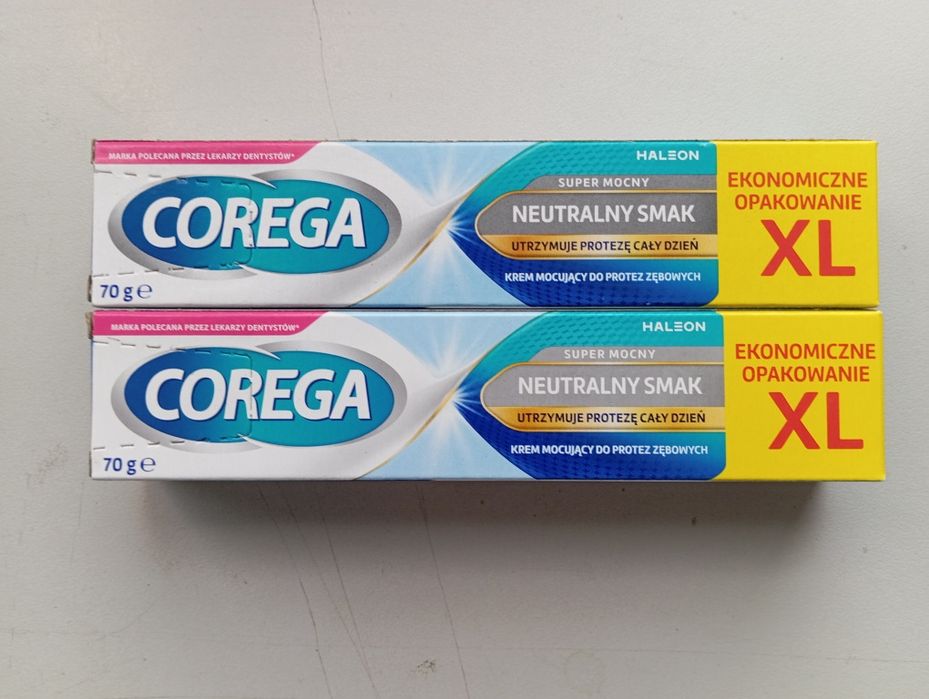 MARKA POLECANA PRZEZ LEKARZY DENTYSTÓW*
COREGA
70 g ℮
HALEON
SUPER MOCNY
NEUTRALNY SMAK
UTRZYMUJE PROTEZĘ CAŁY DZIEŃ
KREM MOCUJĄCY DO PROTEZ ZĘBOWYCH
EKONOMICZNE
OPAKOWANIE
XL
MARKA POLECANA PRZEZ LEKARZY DENTYSTÓW*
COREGA
70 g ℮
HALEON
SUPER MOCNY
NEUTRALNY SMAK
UTRZYMUJE PROTEZĘ CAŁY DZIEŃ
KREM MOCUJĄCY DO PROTEZ ZĘBOWYCH
EKONOMICZNE
OPAKOWANIE
XL